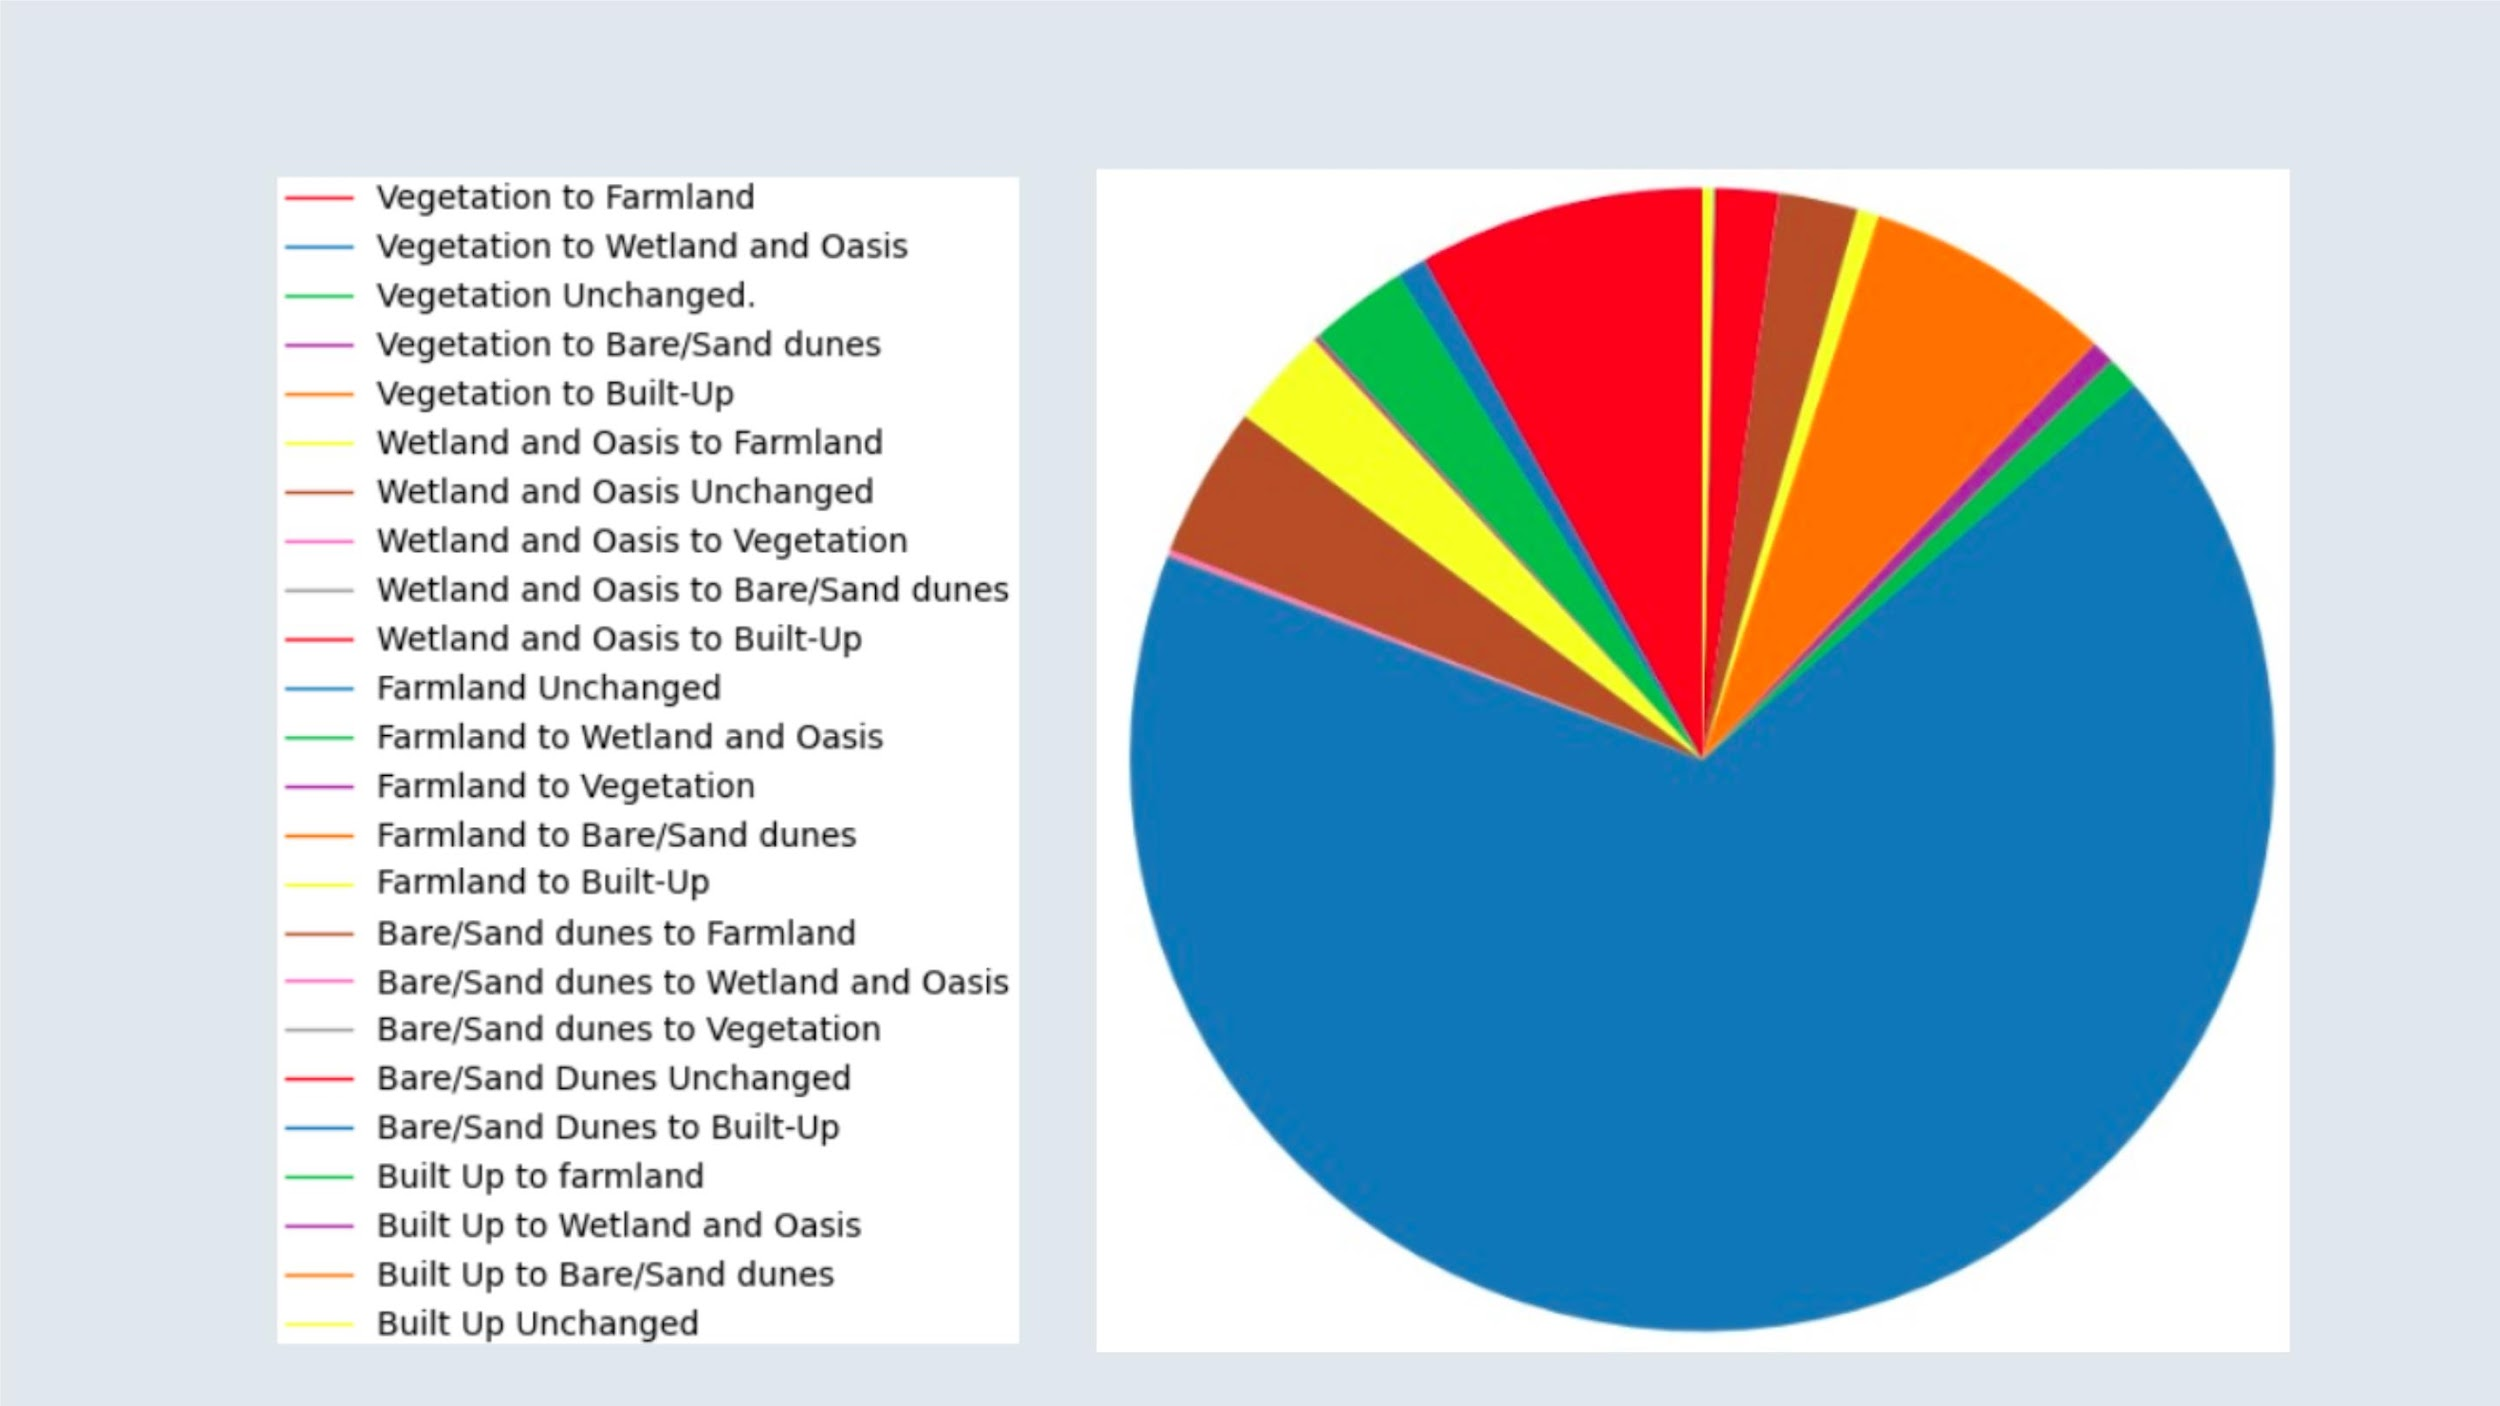 Vegetation to Farmland
Vegetation to Wetland and Oasis
Vegetation Unchanged.
Vegetation to Bare/Sand dunes
Vegetation to Built-Up
Wetland and Oasis to Farmland
Wetland and Oasis Unchanged
Wetland and Oasis to Vegetation
Wetland and Oasis to Bare/Sand dunes
Wetland and Oasis to Built-Up
Farmland Unchanged
Farmland to Wetland and Oasis
Farmland to Vegetation
Farmland to Bare/Sand dunes
Farmland to Built-Up
Bare/Sand dunes to Farmland
Bare/Sand dunes to Wetland and Oasis
Bare/Sand dunes to Vegetation
Bare/Sand Dunes Unchanged
Bare/Sand Dunes to Built-Up
Built Up to farmland
Built Up to Wetland and Oasis
Built Up to Bare/Sand dunes
Built Up Unchanged